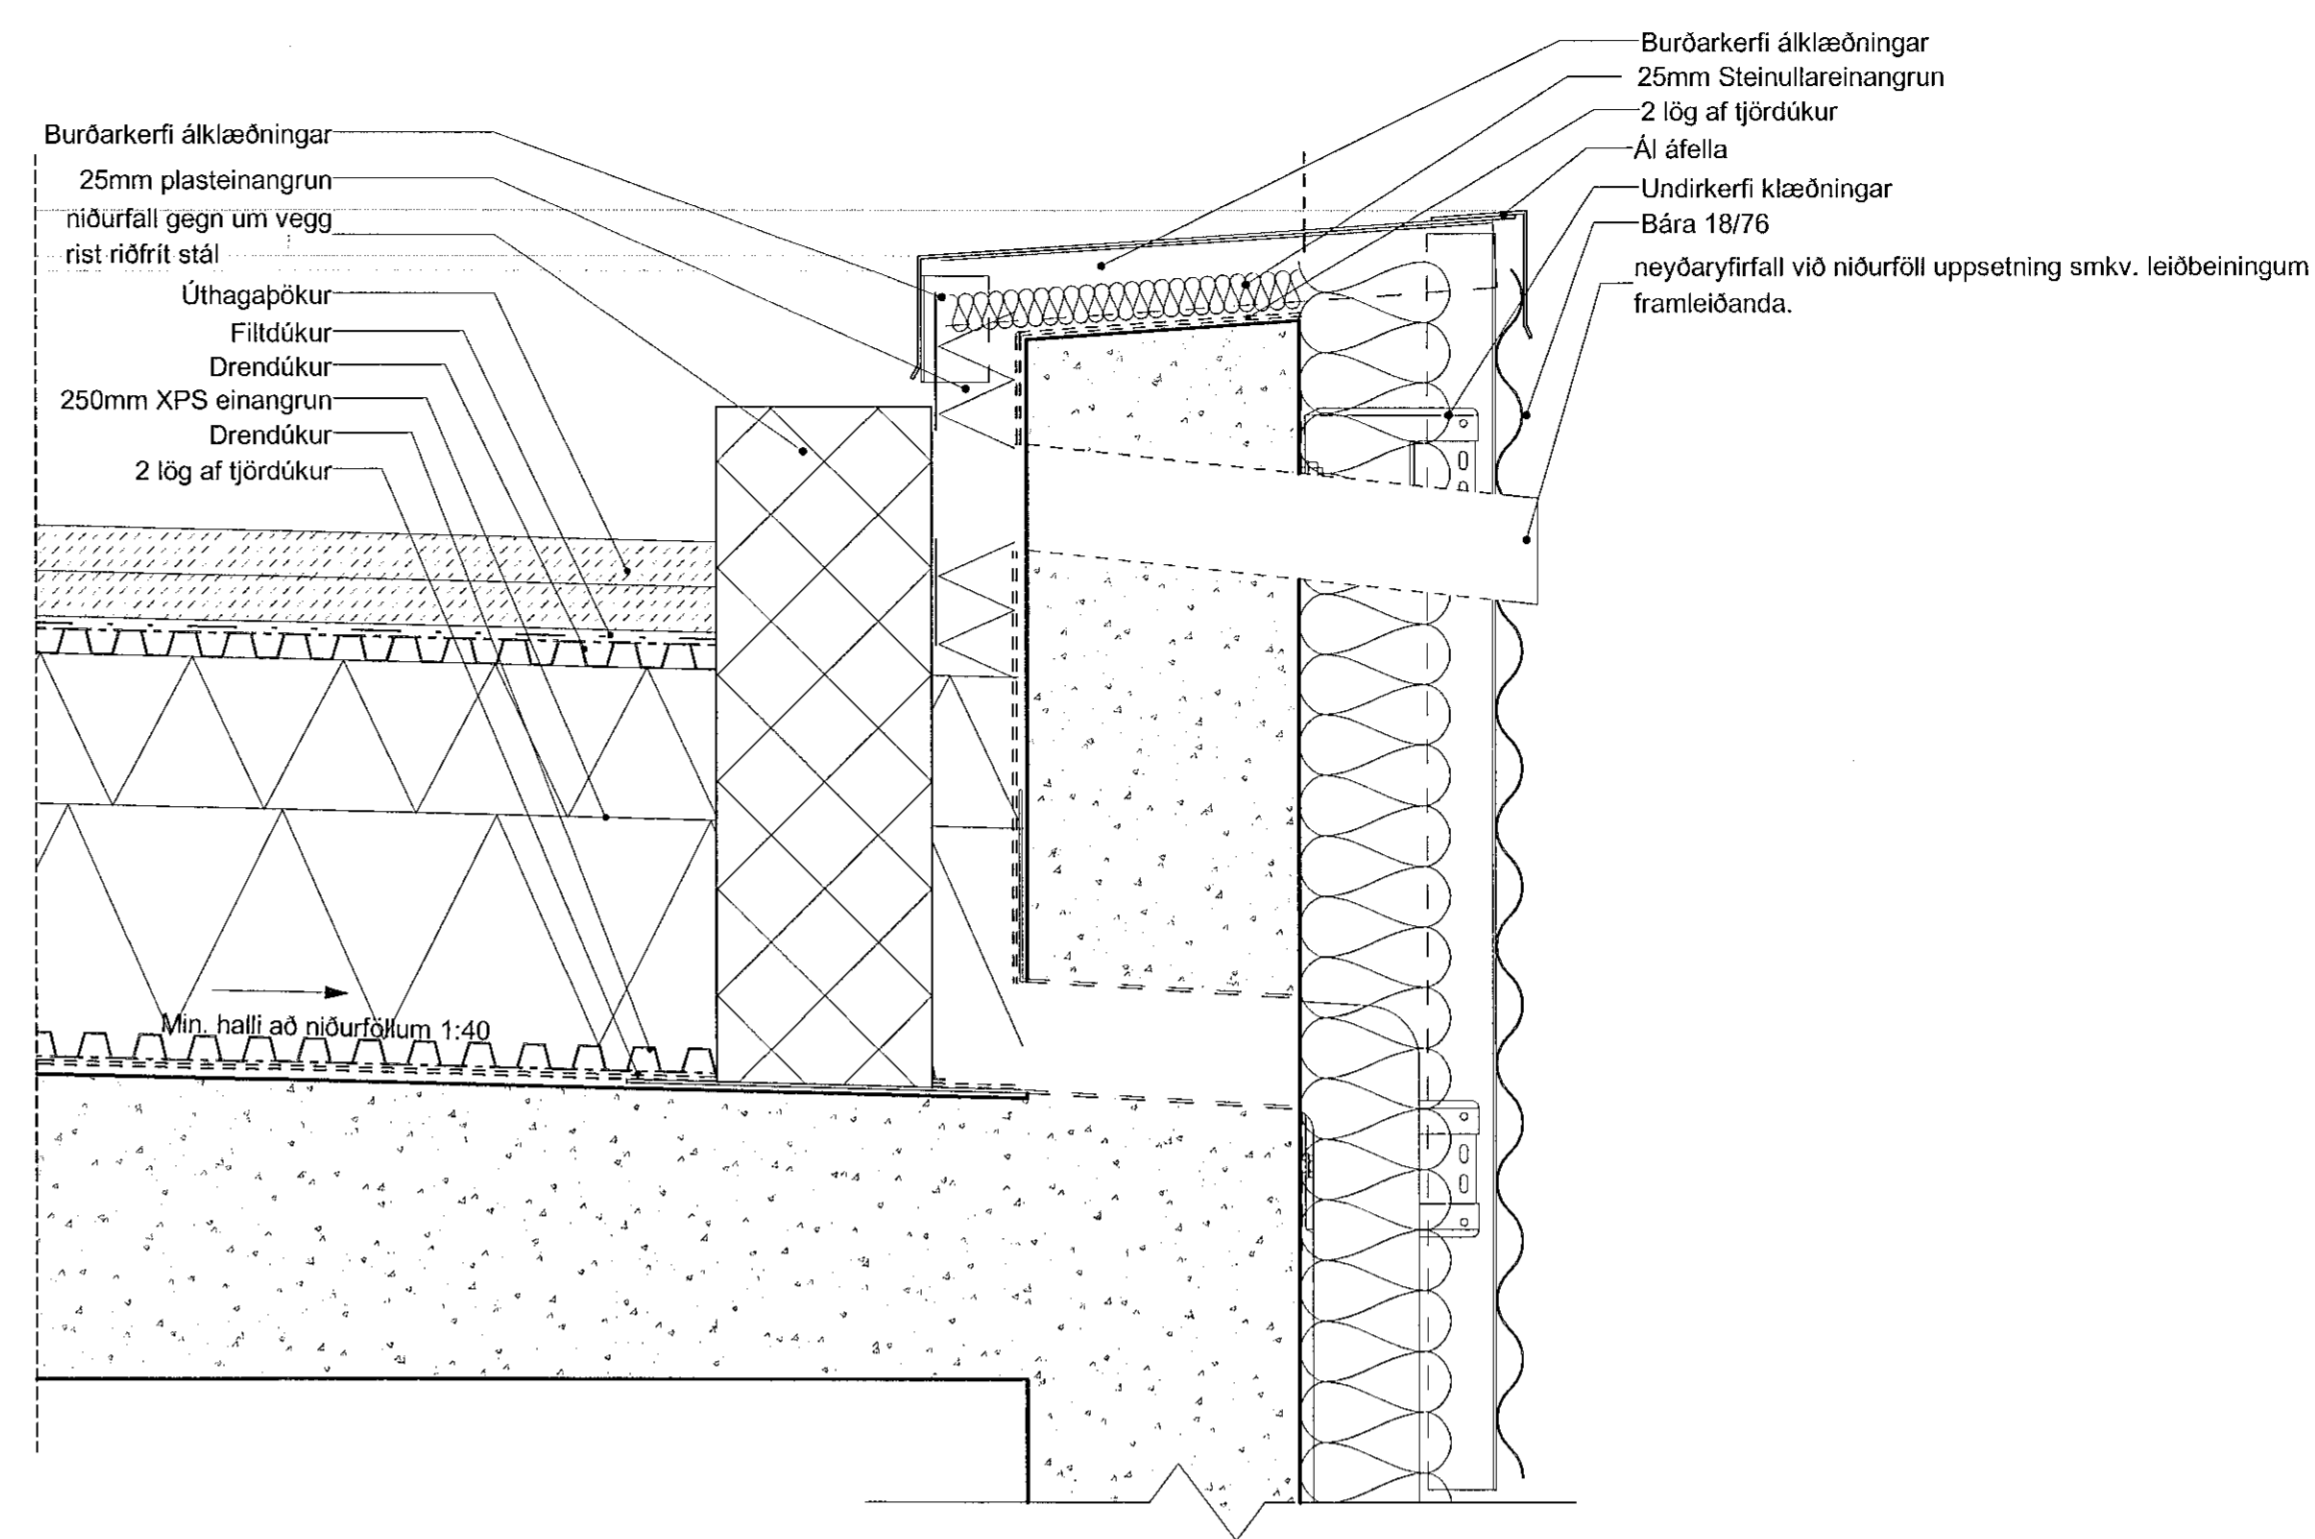 Burðarkerfi álklæðningar
25mm plasteinangrun
niðurfall gegn um vegg
rist riðfrít stál
Úthagaþökur
Filtdúkur
Drendúkur
250mm XPS einangrun
Drendúkur
2 lög af tjördúkur
Burðarkerfi álklæðningar
25mm Steinullareinangrun
2 lög af tjördúkur
Ál áfella
Undirkerfi klæðningar
Bára 18/76
neyðaryfirfall við niðurföll uppsetning smkv. leiðbeiningum
framleiðanda.
Min. halli að niðurföllum 1:40